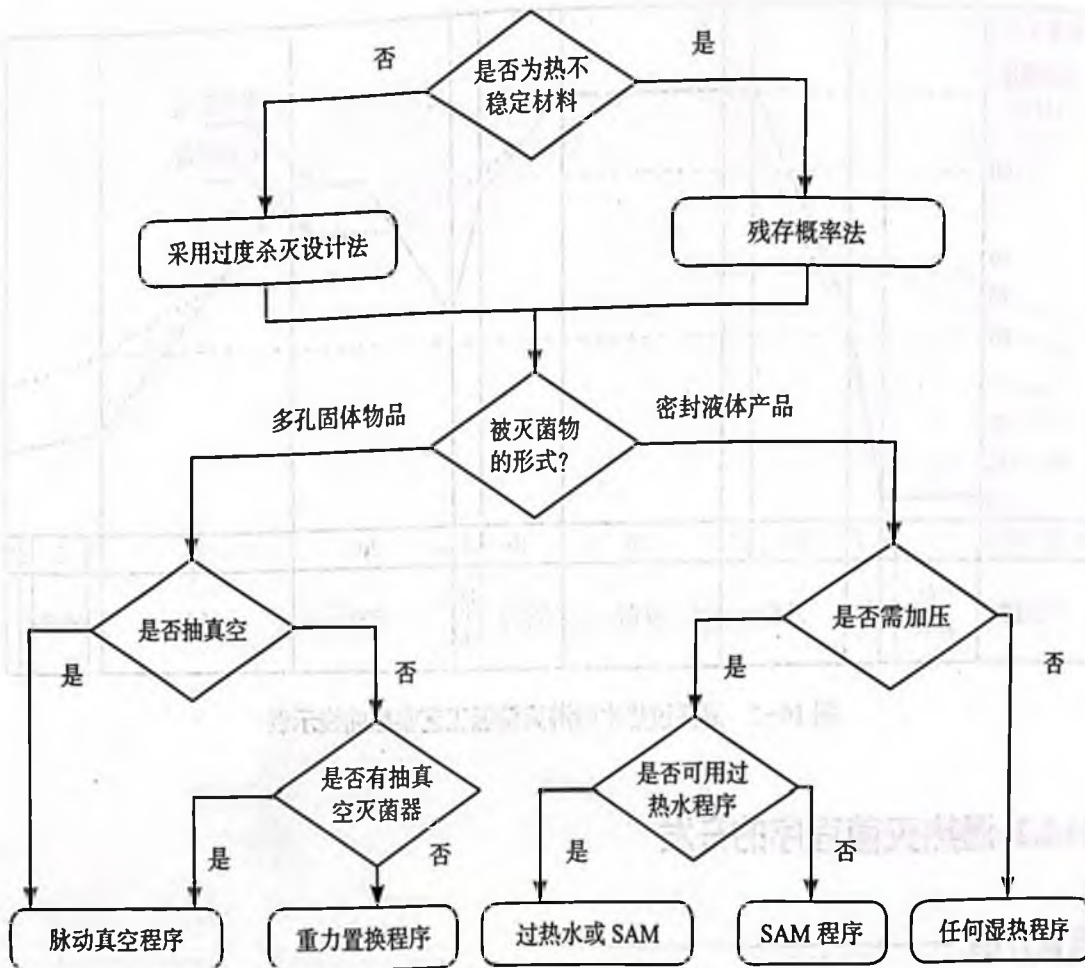 是否为热不
稳定材料
否
是
采用过度杀灭设计法
残存概率法
被灭菌物
的形式?
多孔固体物品
密封液体产品
是否抽真空
是否需加压
是
否
是
否
是否有抽真
空灭菌器
是否可用过
热水程序
是
否
是
否
脉动真空程序
重力置换程序
过热水或 SAM
SAM 程序
任何湿热程序